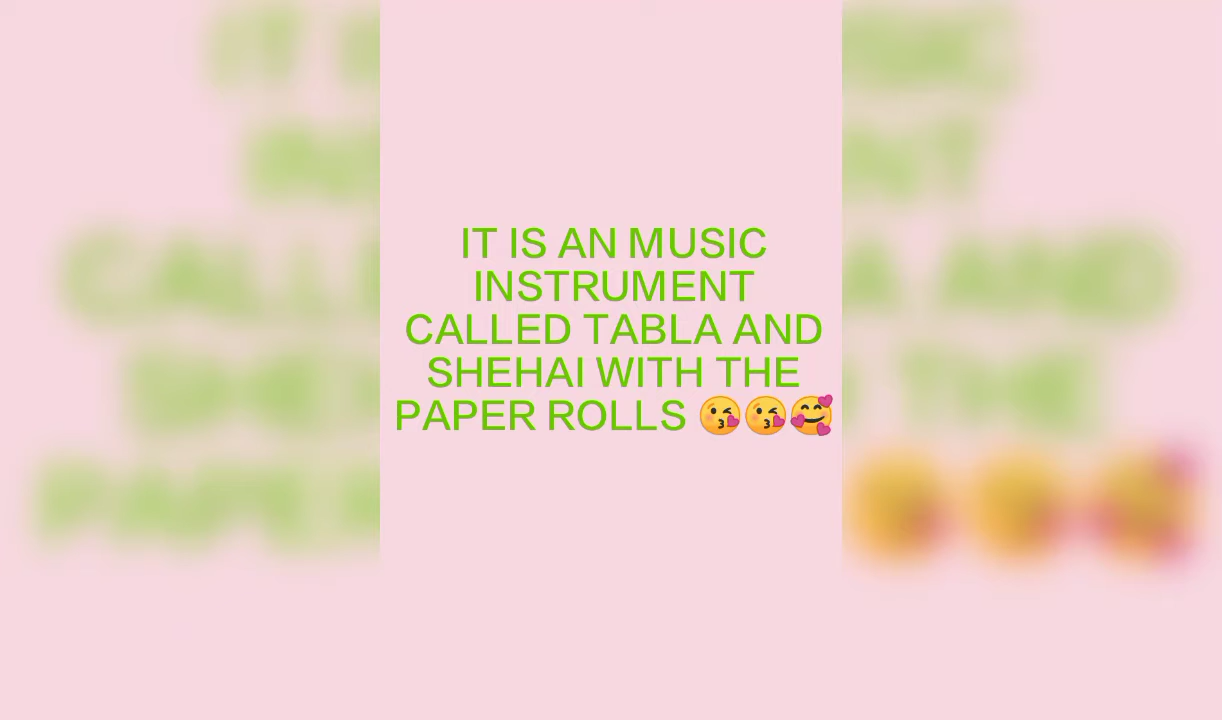 IT IS AN MUSIC
INSTRUMENT
CALLED TABLA AND
SHEHAI WITH THE
PAPER ROLLS 😘😘🥰